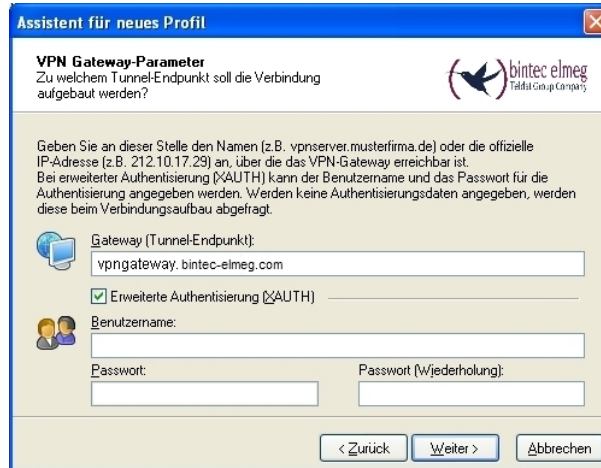 Assistent für neues Profil
VPN Gateway-Parameter
Zu welchem Tunnel-Endpunkt soll die Verbindung
aufgebaut werden?
bintec elmeg
Teldat Group Company
Geben Sie an dieser Stelle den Namen (z.B. vpnserver.musterfirma.de) oder die offizielle
IP-Adresse (z.B. 212.10.17.29) an, über die das VPN-Gateway erreichbar ist.
Bei erweiterter Authentisierung (XAUTH) kann der Benutzername und das Passwort für die
Authentisierung angegeben werden. Werden keine Authentisierungsdaten angegeben, werden
diese beim Verbindungsaufbau abgefragt.
Gateway (Tunnel-Endpunkt):
vpngateway. bintec-elmeg.com
Erweiterte Authentisierung (XAUTH)
Benutzername:
Passwort:
Passwort (Wiederholung):
< Zurück
Weiter >
Abbrechen